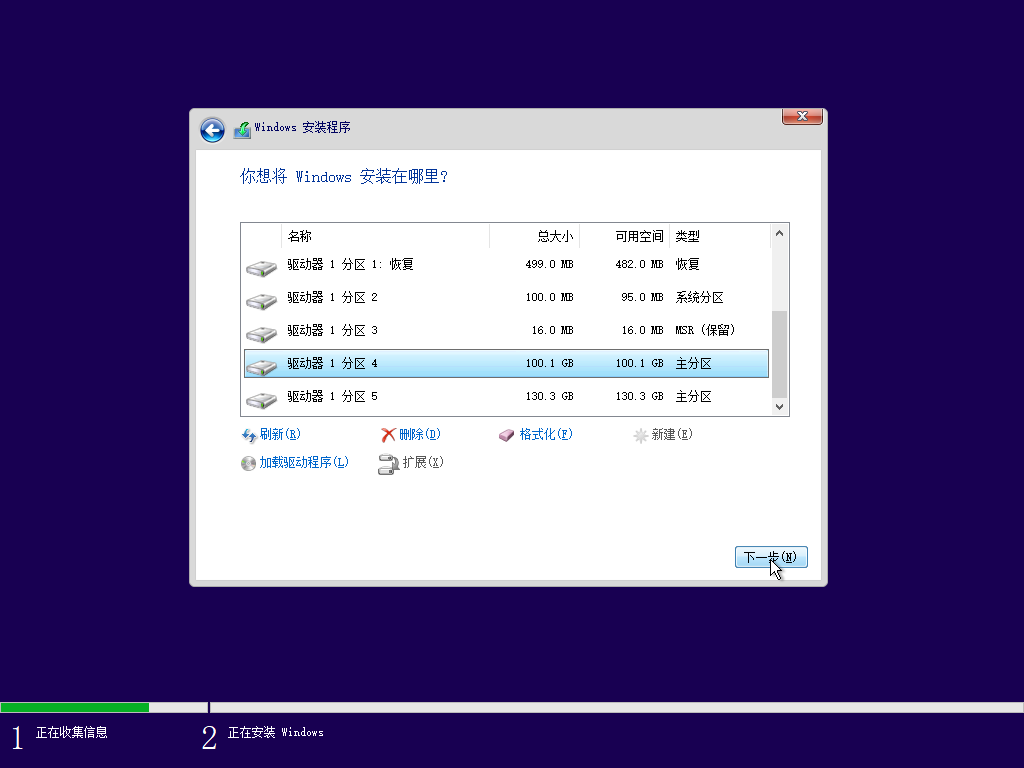 Windows 安装程序
你想将 Windows 安装在哪里?
名称 总大小 可用空间 类型
驱动器 1 分区 1: 恢复 499.0 MB 482.0 MB 恢复
驱动器 1 分区 2 100.0 MB 95.0 MB 系统分区
驱动器 1 分区 3 16.0 MB 16.0 MB MSR (保留)
驱动器 1 分区 4 100.1 GB 100.1 GB 主分区
驱动器 1 分区 5 130.3 GB 130.3 GB 主分区
刷新(R) 删除(D) 格式化(F) 新建(E)
加载驱动程序(L) 扩展(X)
下一步(N)
1 正在收集信息 2 正在安装 Windows